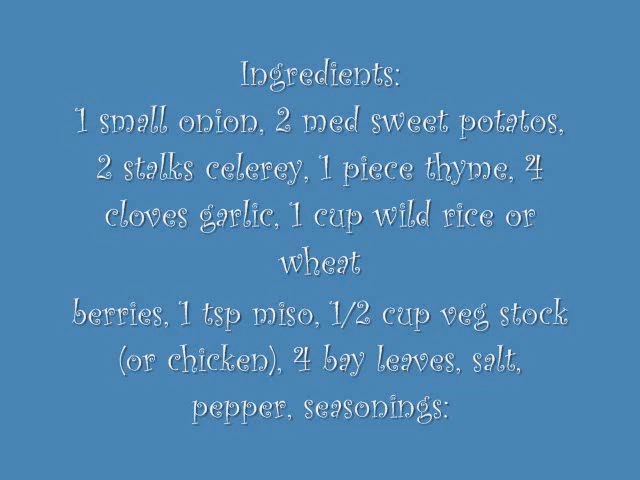 Ingredients:
1 small onion, 2 med sweet potatos,
2 stalks celerey, 1 piece thyme, 4
cloves garlic, 1 cup wild rice or
wheat
berries, 1 tsp miso, 1/2 cup veg stock
(or chicken), 4 bay leaves, salt,
pepper, seasonings: